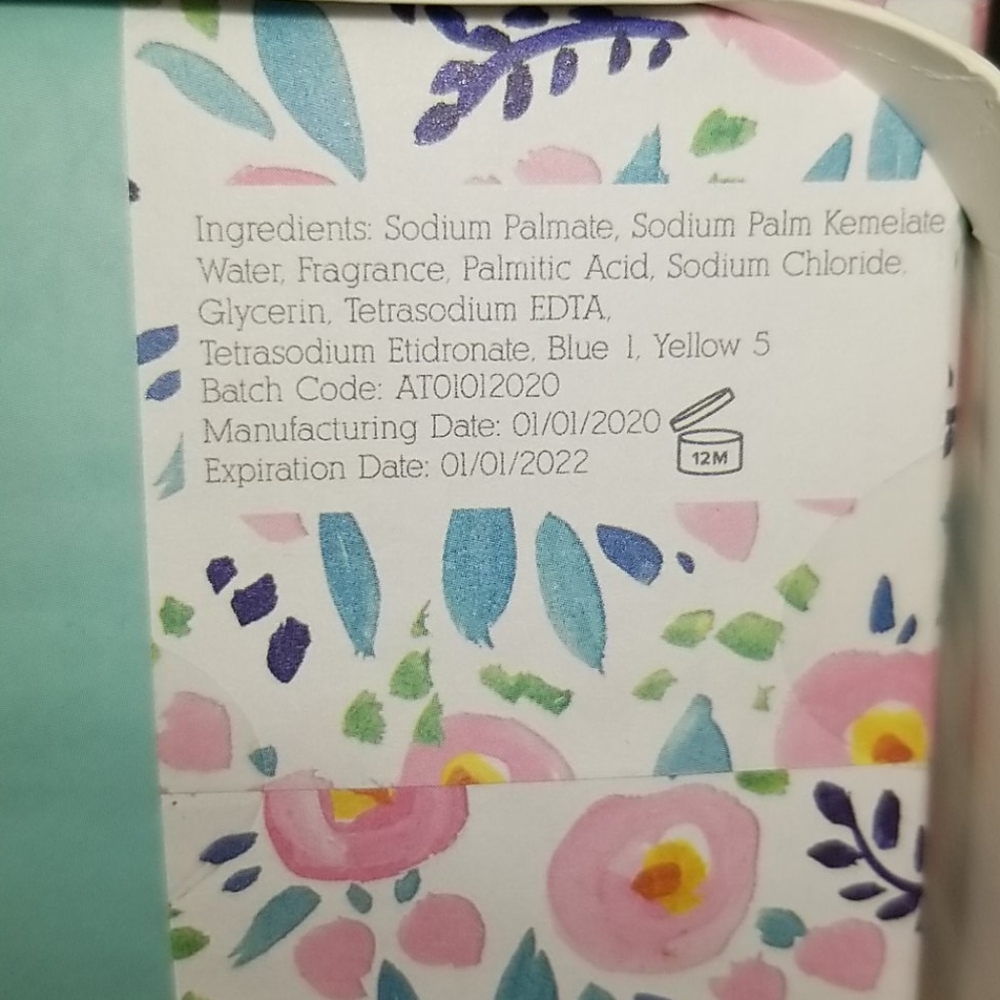 Ingredients: Sodium Palmate, Sodium Palm Kemelate
Water, Fragrance, Palmitic Acid, Sodium Chloride,
Glycerin, Tetrasodium EDTA,
Tetrasodium Etidronate, Blue 1, Yellow 5
Batch Code: AT01012020
Manufacturing Date: 01/01/2020
Expiration Date: 01/01/2022
12M